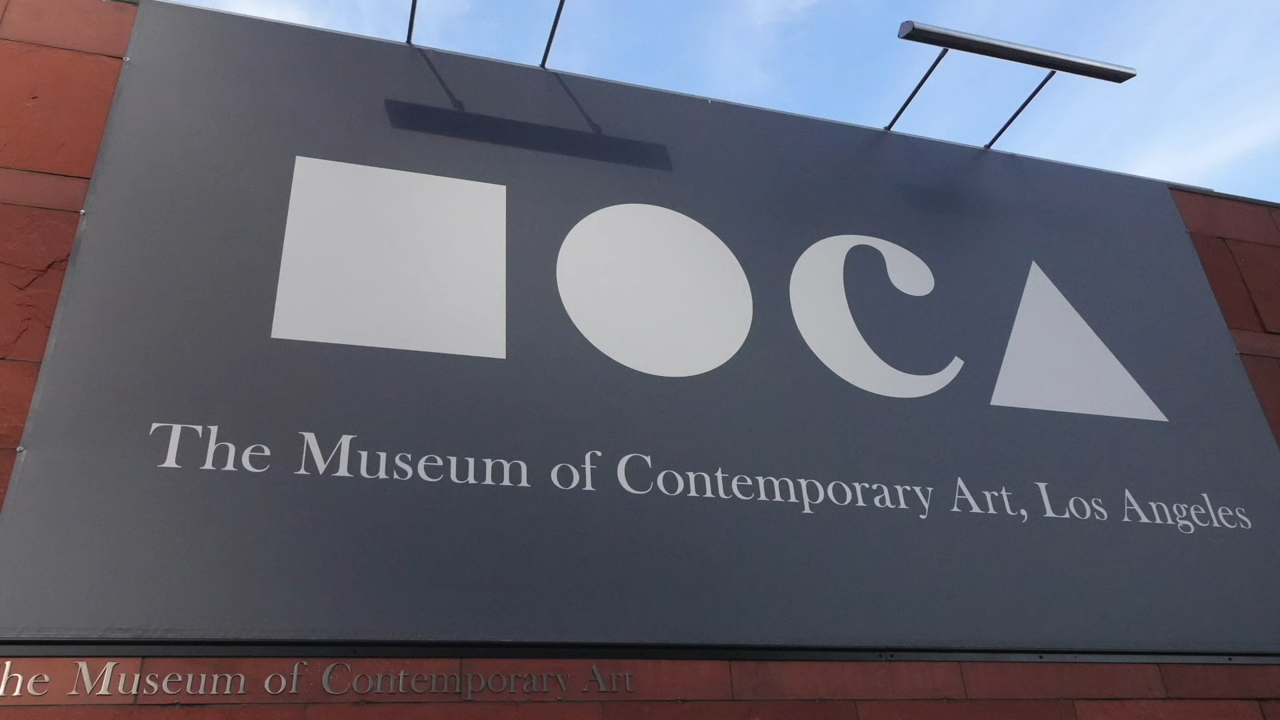 C
The Museum of Contemporary Art, Los Angeles
he Museum of Contemporary Art